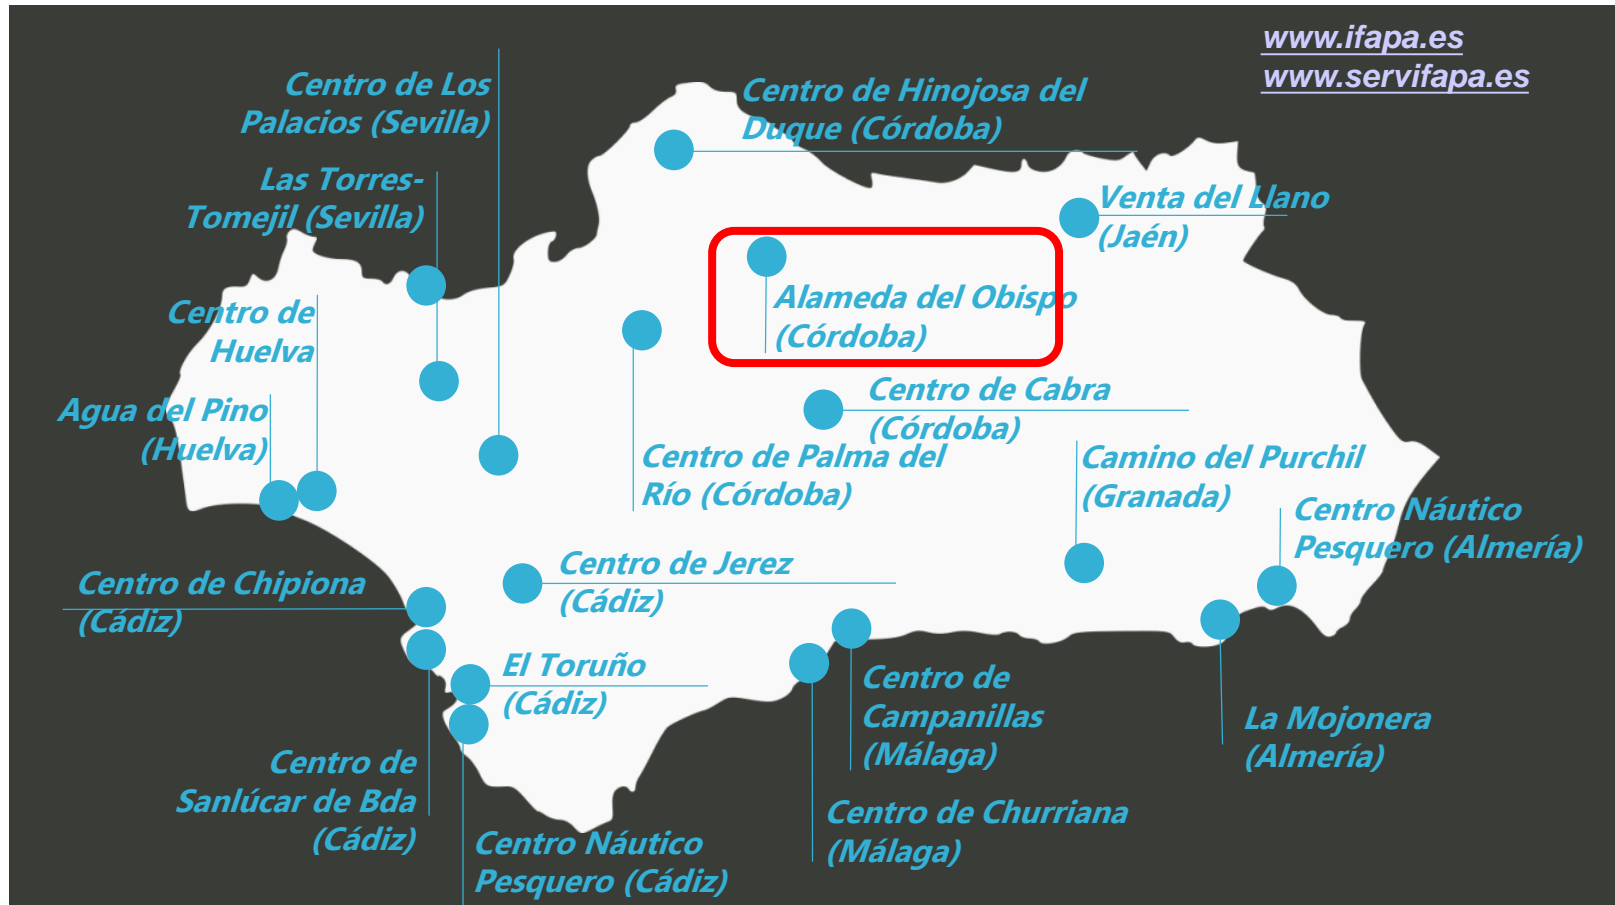 www.ifapa.es
www.servifapa.es
Centro de Los
Palacios (Sevilla)
Centro de Hinojosa del
Duque (Córdoba)
Las Torres-
Tomejil (Sevilla)
Venta del Llano
(Jaén)
Centro de
Huelva
Alameda del Obispo
(Córdoba)
Agua del Pino
(Huelva)
Centro de Cabra
(Córdoba)
Centro de Palma del
Río (Córdoba)
Camino del Purchil
(Granada)
Centro Náutico
Pesquero (Almería)
Centro de Chipiona
(Cádiz)
Centro de Jerez
(Cádiz)
El Toruño
(Cádiz)
Centro de
Campanillas
(Málaga)
La Mojonera
(Almería)
Centro de
Sanlúcar de Bda
(Cádiz)
Centro Náutico
Pesquero (Cádiz)
Centro de Churriana
(Málaga)